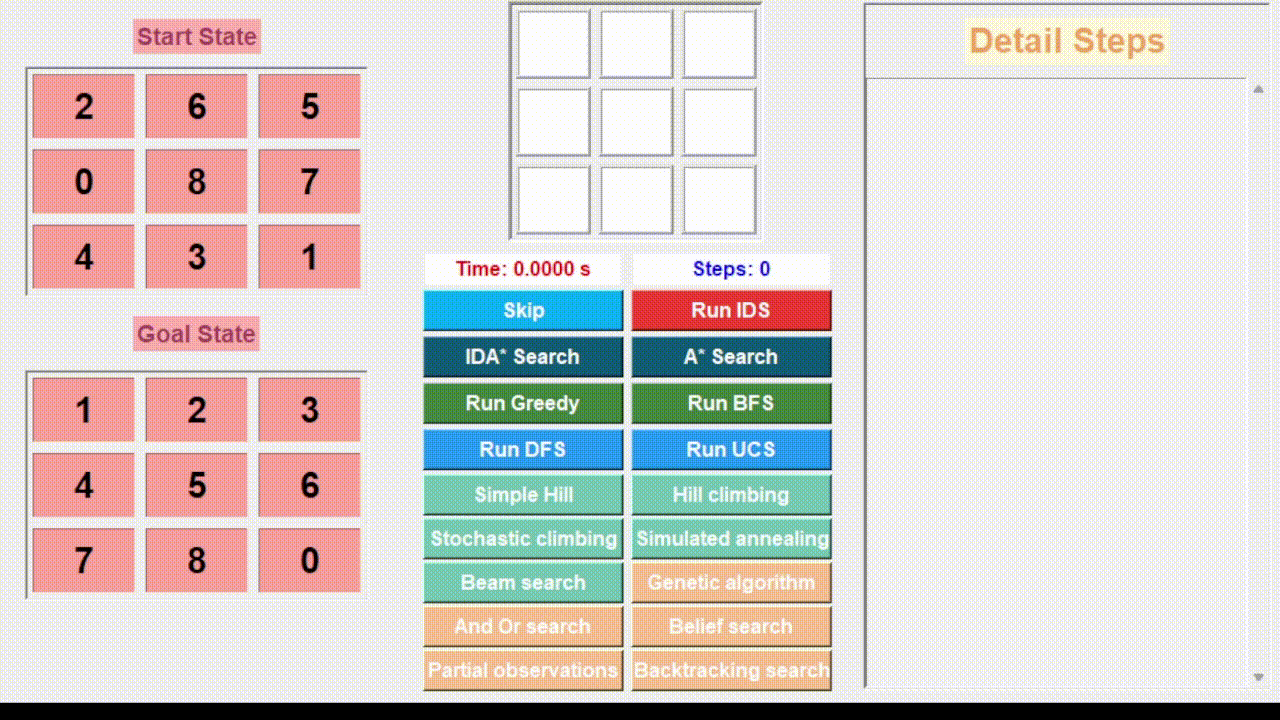 Start State
2 6 5
0 8 7
4 3 1
Goal State
1 2 3
4 5 6
7 8 0
Time: 0.0000 s Steps: 0
Skip Run IDS
IDA* Search A* Search
Run Greedy Run BFS
Run DFS Run UCS
Simple Hill Hill climbing
Stochastic climbing Simulated annealing
Beam search Genetic algorithm
And Or search Belief search
Partial observations Backtracking search
Detail Steps